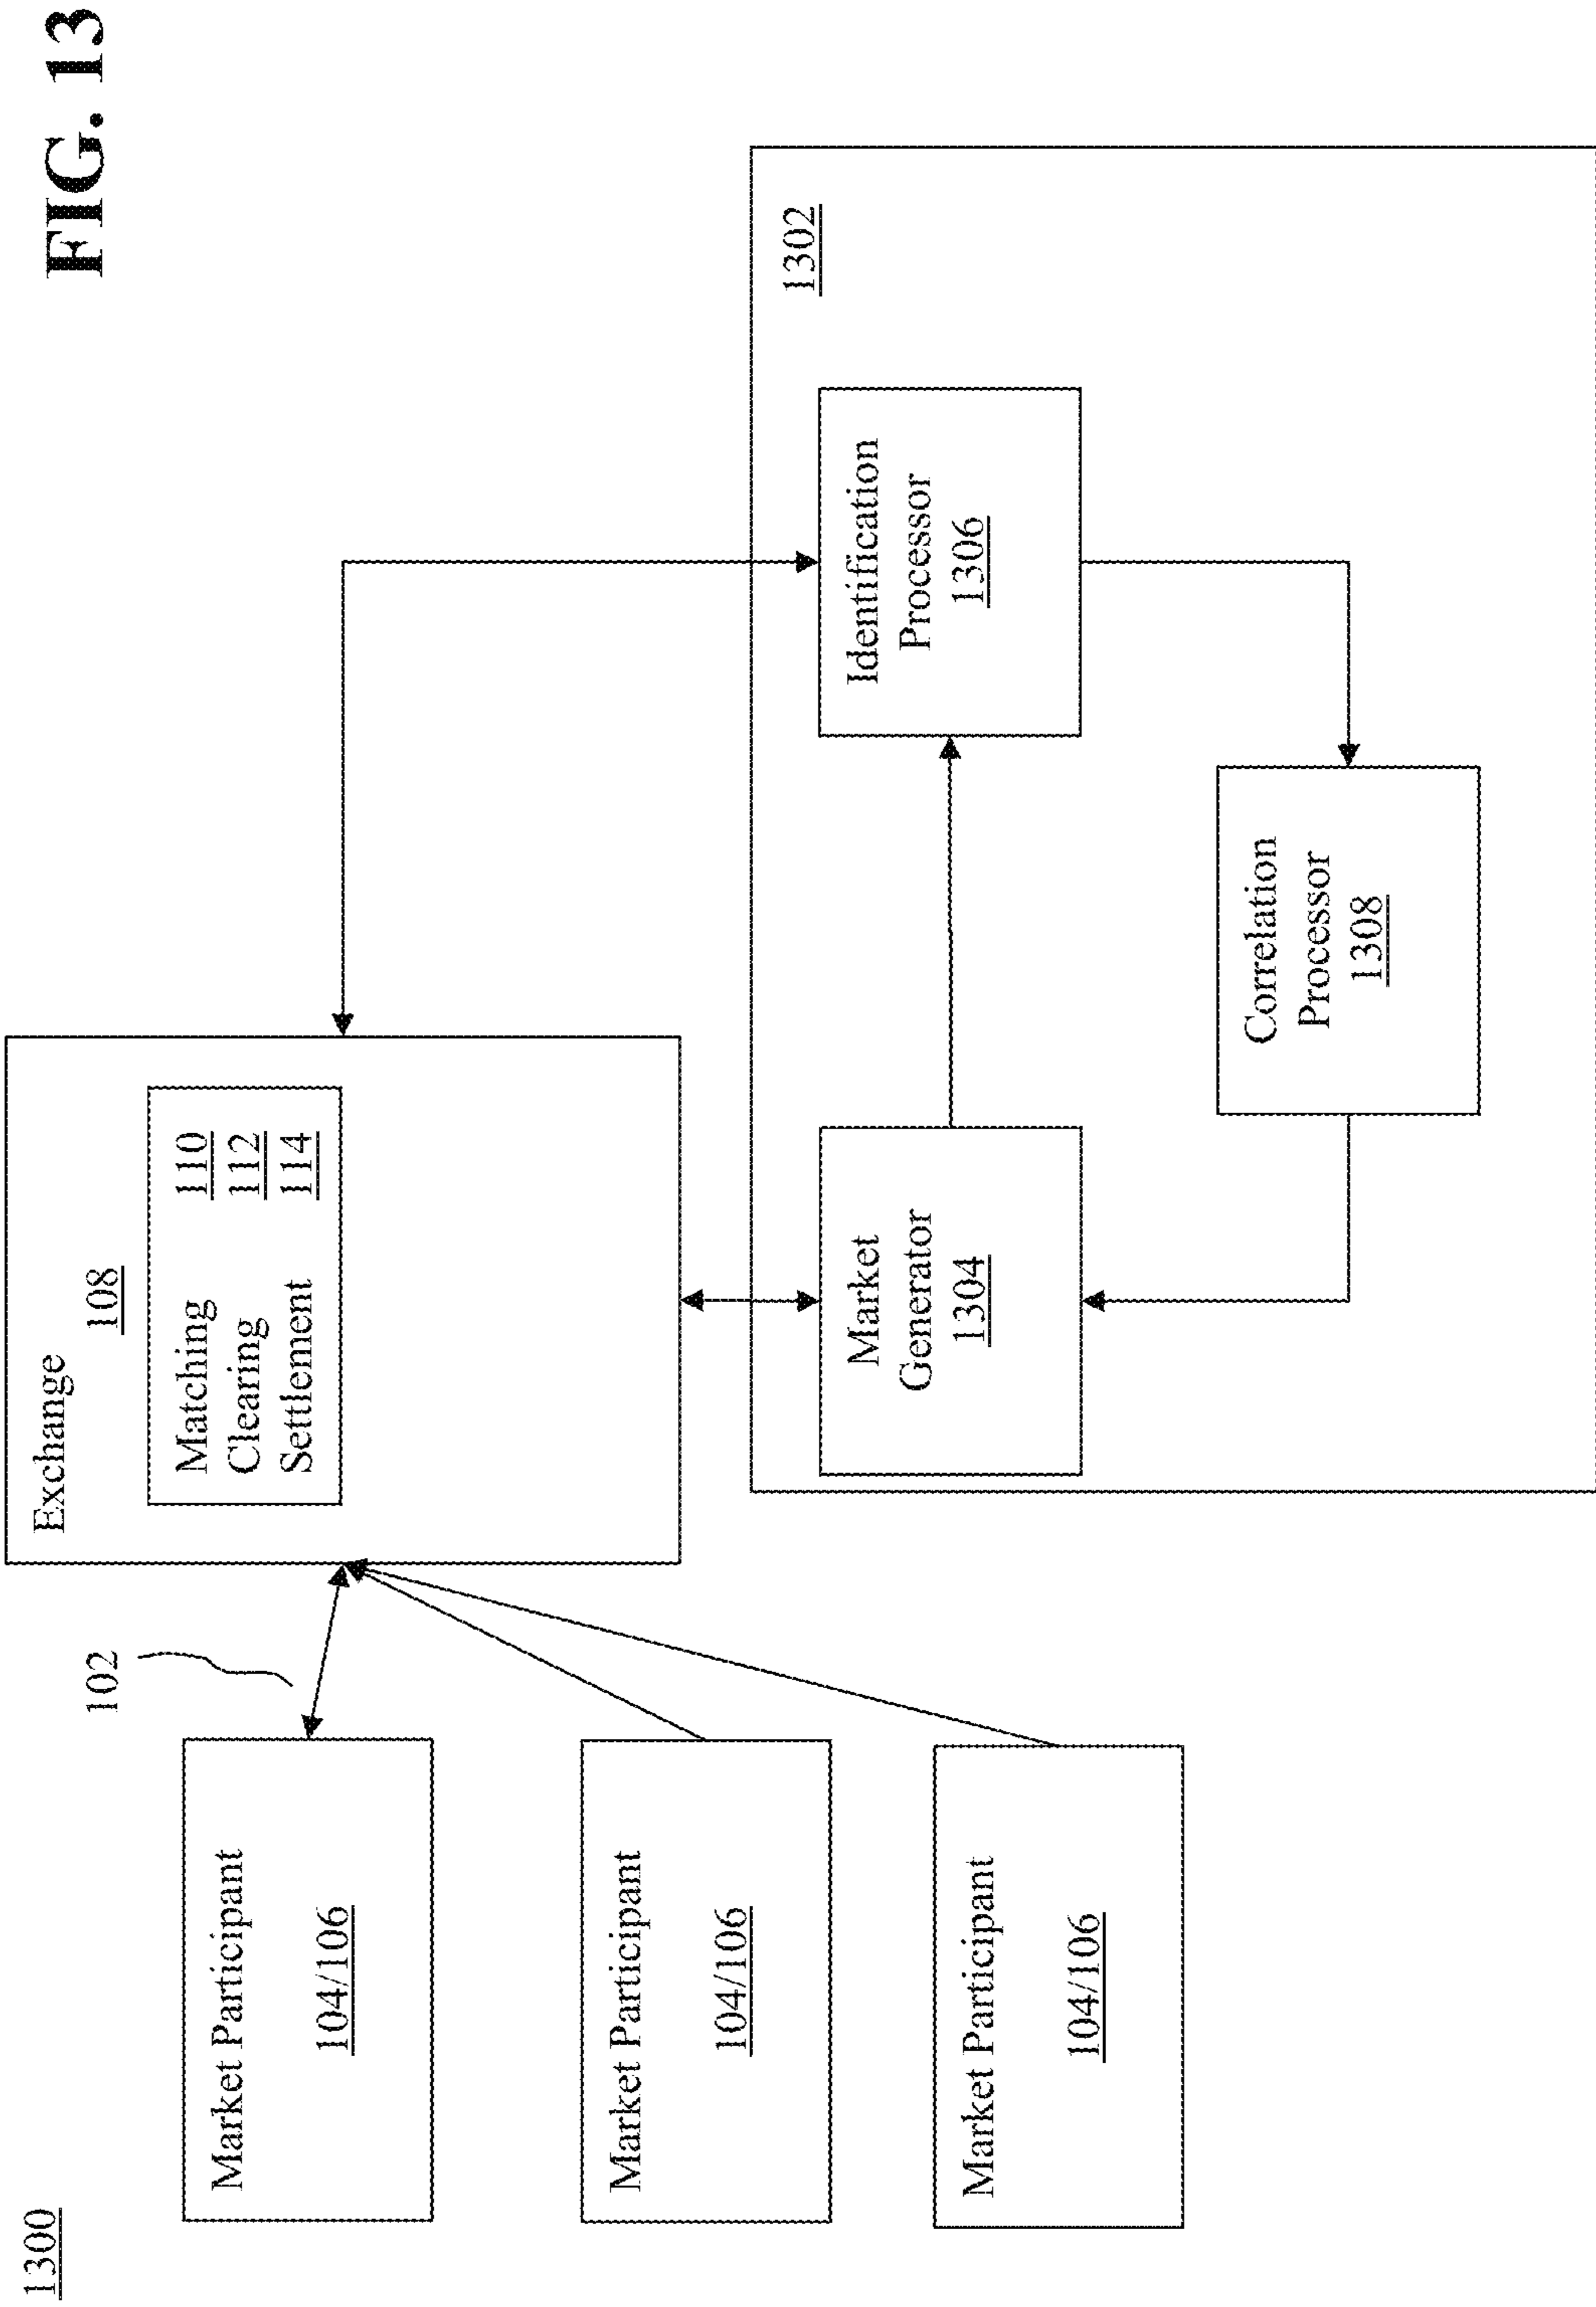 FIG. 13
1300
Exchange
108
Matching 110
Clearing 112
Settlement 114
102
Market Participant
104/106
Market Participant
104/106
Market Participant
104/106
1302
Market
Generator
1304
Identification
Processor
1306
Correlation
Processor
1308